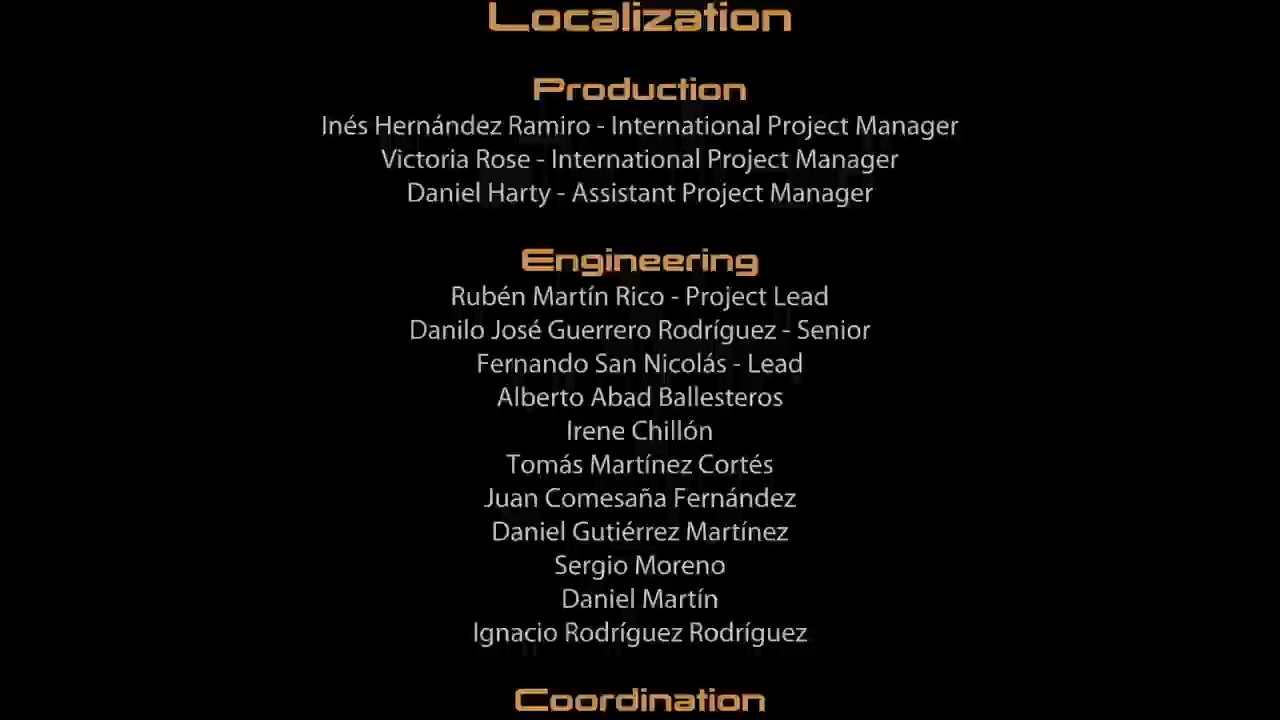 Localization
Production
Inés Hernández Ramiro - International Project Manager
Victoria Rose - International Project Manager
Daniel Harty - Assistant Project Manager
Engineering
Rubén Martín Rico - Project Lead
Danilo José Guerrero Rodríguez - Senior
Fernando San Nicolás - Lead
Alberto Abad Ballesteros
Irene Chillón
Tomás Martínez Cortés
Juan Comesaña Fernández
Daniel Gutiérrez Martínez
Sergio Moreno
Daniel Martín
Ignacio Rodríguez Rodríguez
Coordination